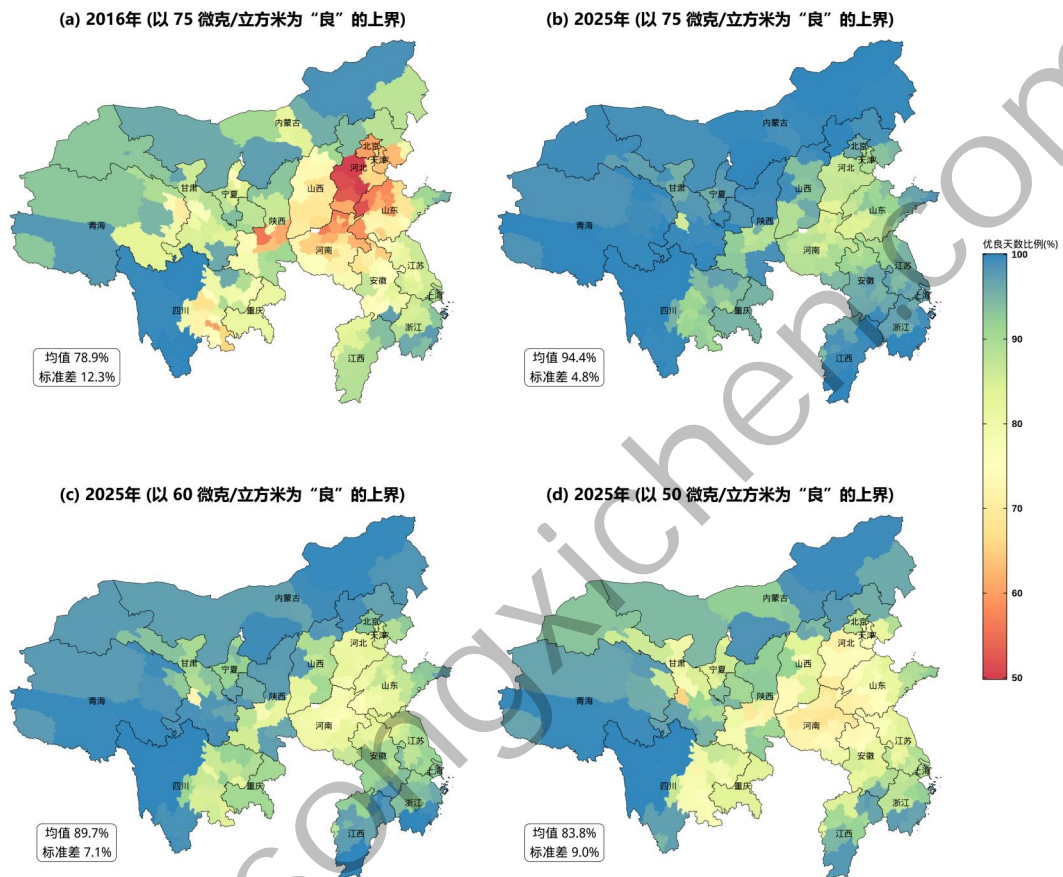 (a) 2016年 (以 75 微克/立方米为“良”的上界)
内蒙古
北京
天津
河北
山西
宁夏
甘肃
山东
陕西
青海
河南
江苏
安徽
上海
四川
重庆
浙江
江西
均值 78.9%
标准差 12.3%
(b) 2025年 (以 75 微克/立方米为“良”的上界)
内蒙古
北京
天津
河北
山西
宁夏
甘肃
山东
陕西
青海
河南
江苏
安徽
上海
四川
重庆
浙江
江西
均值 94.4%
标准差 4.8%
优良天数比例(%)
100
90
80
70
60
50
(c) 2025年 (以 60 微克/立方米为“良”的上界)
内蒙古
北京
天津
河北
山西
宁夏
甘肃
山东
陕西
青海
河南
江苏
安徽
上海
四川
重庆
浙江
江西
均值 89.7%
标准差 7.1%
(d) 2025年 (以 50 微克/立方米为“良”的上界)
内蒙古
北京
天津
河北
山西
宁夏
甘肃
山东
陕西
青海
河南
江苏
安徽
上海
四川
重庆
浙江
江西
均值 83.8%
标准差 9.0%
songxichen.com